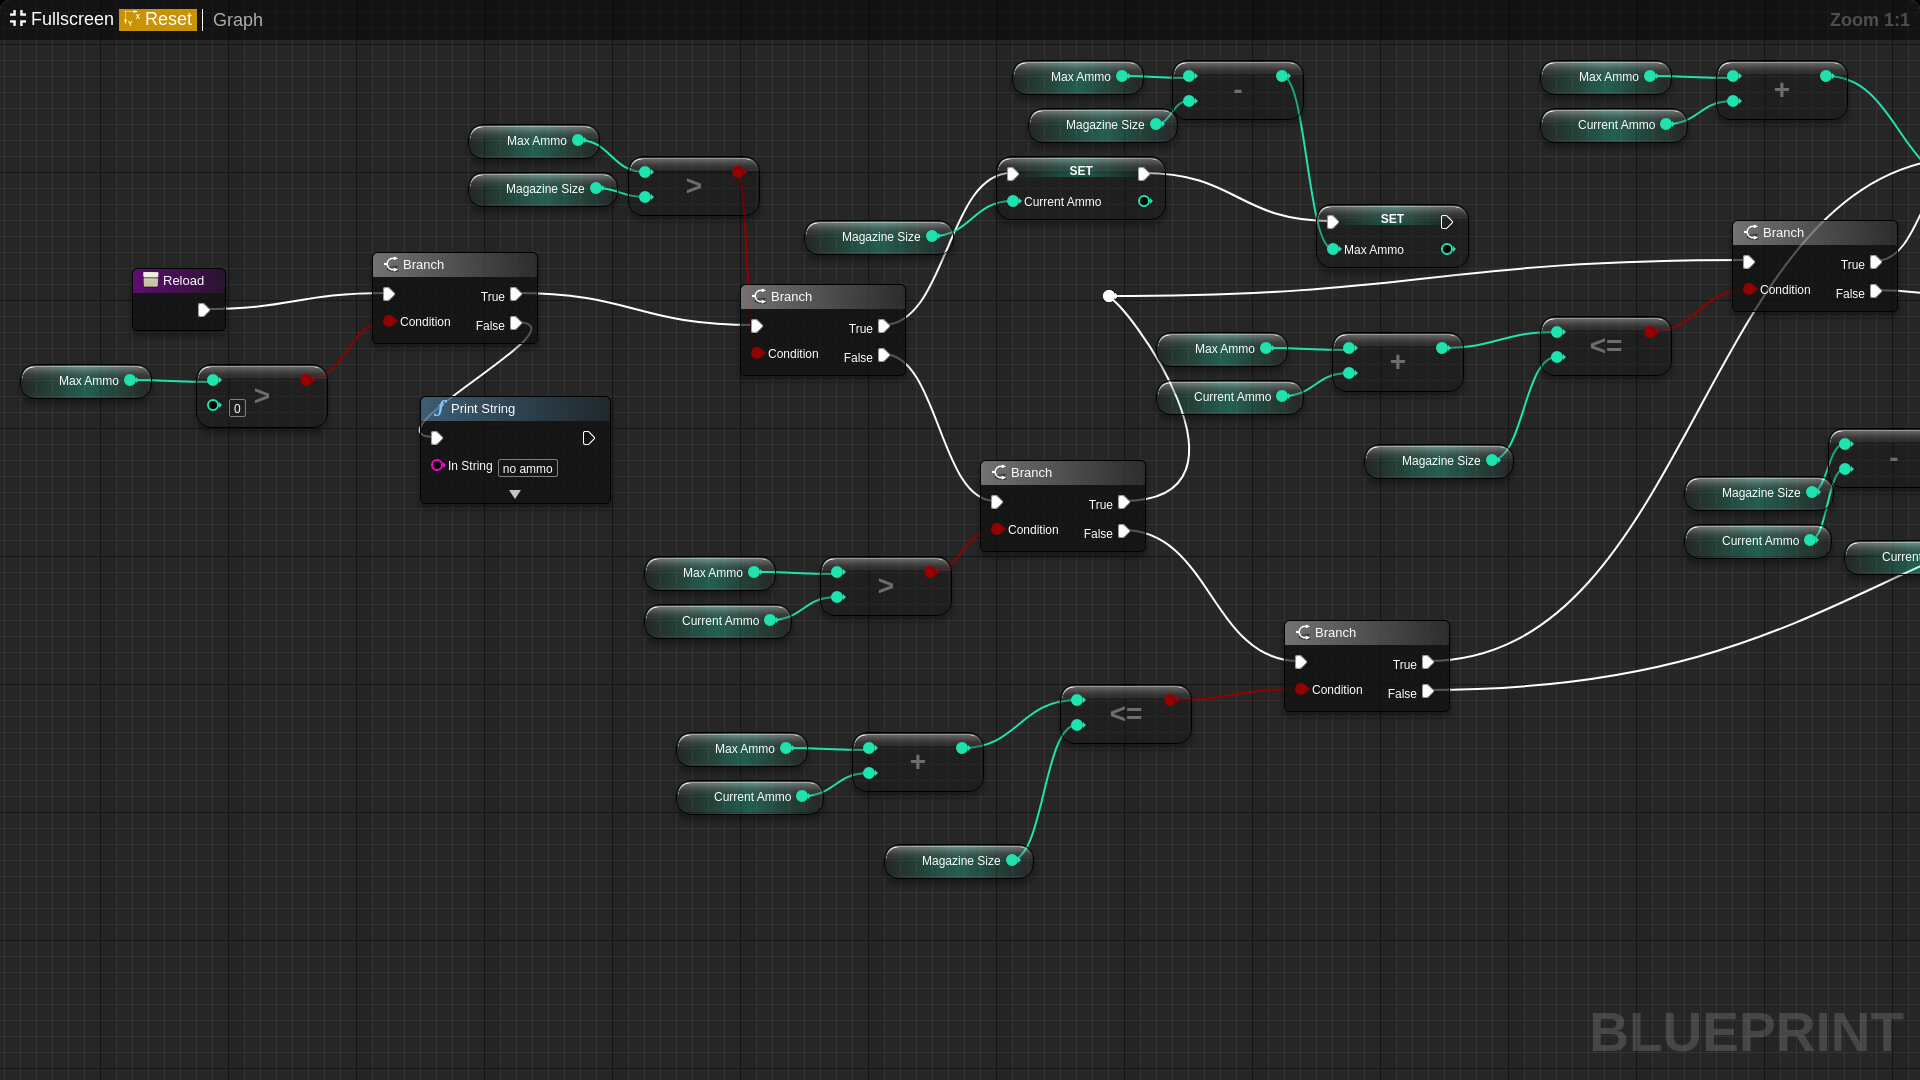 Fullscreen Reset Graph
Zoom 1:1
Max Ammo
-
Magazine Size
Max Ammo
+
Current Ammo
Max Ammo
Magazine Size
>
SET
Current Ammo
Magazine Size
SET
Max Ammo
Branch
True
Condition
False
Reload
Branch
True
Condition
False
Branch
True
Condition
False
Max Ammo
0
>
Print String
In String no ammo
Max Ammo
+
Current Ammo
<=
Magazine Size
Branch
True
Condition
False
Magazine Size
-
Current Ammo
Current
Max Ammo
>
Current Ammo
Branch
True
Condition
False
Max Ammo
+
Current Ammo
<=
Magazine Size
BLUEPRINT